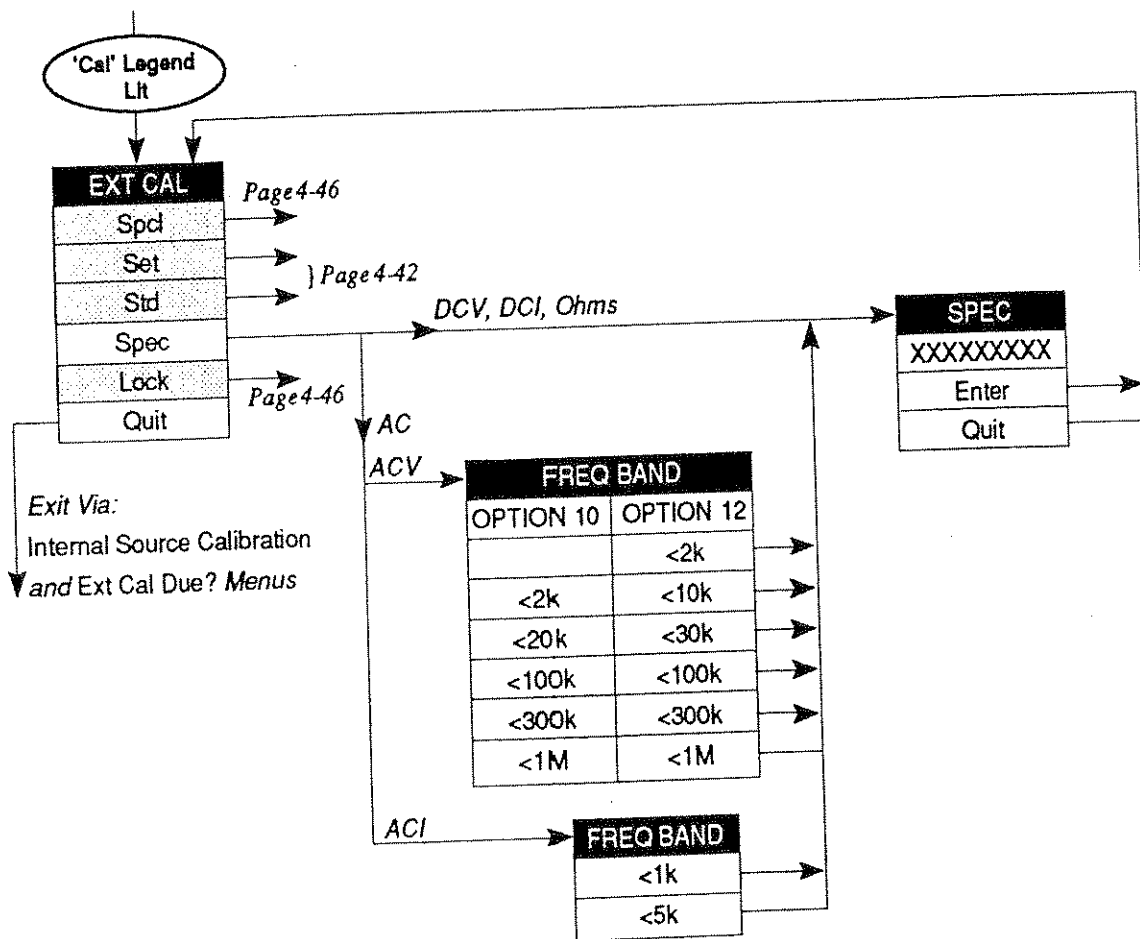 'Cal' Legend
Lit
EXT CAL
Spcl
Page 4-46
Set
} Page 4-42
Std
Spec
DCV, DCI, Ohms
Lock
Page 4-46
Quit
SPEC
XXXXXXXXX
Enter
Quit
AC
ACV
Exit Via:
Internal Source Calibration
and Ext Cal Due? Menus
FREQ BAND
OPTION 10 OPTION 12
<2k
<2k <10k
<20k <30k
<100k <100k
<300k <300k
<1M <1M
ACI
FREQ BAND
<1k
<5k